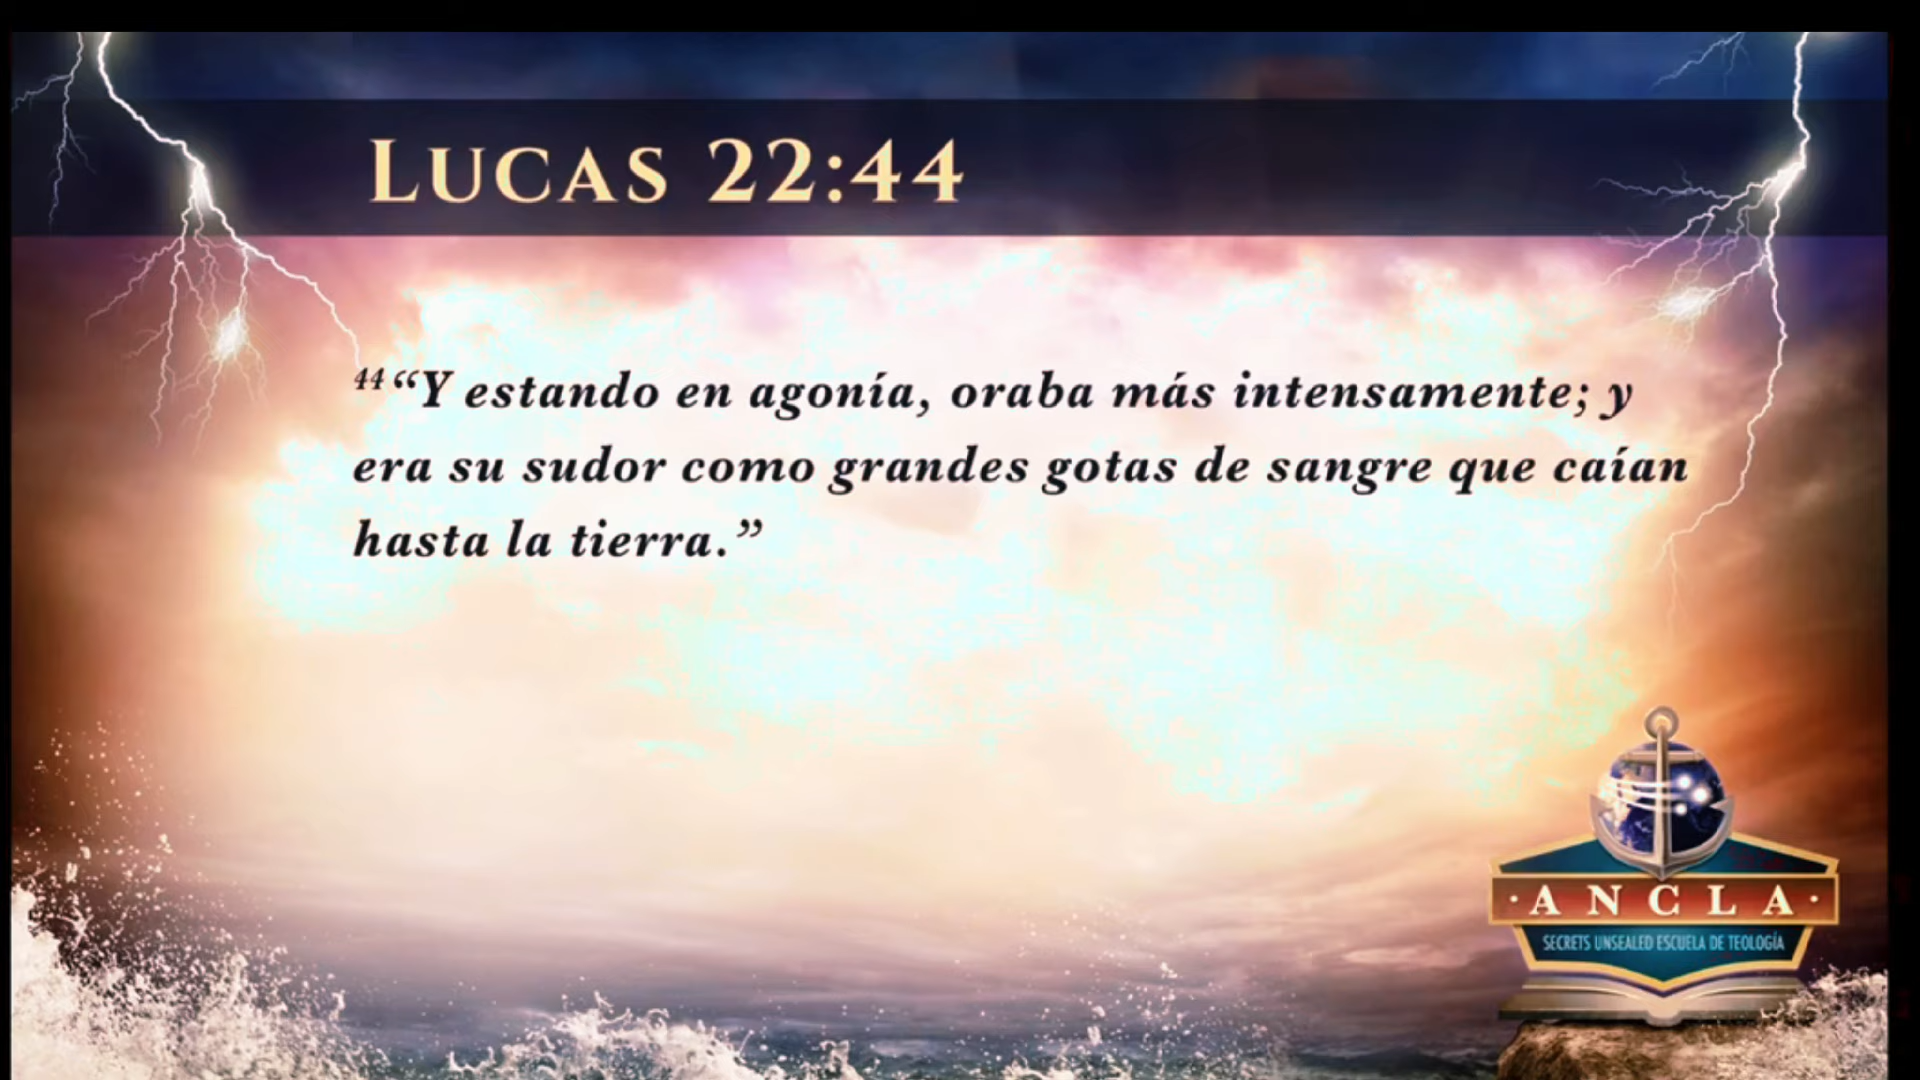 LUCAS 22:44
44 “Y estando en agonía, oraba más intensamente; y
era su sudor como grandes gotas de sangre que caían
hasta la tierra.”
· A N C L A ·
SECRETS UNSEALED ESCUELA DE TEOLOGÍA